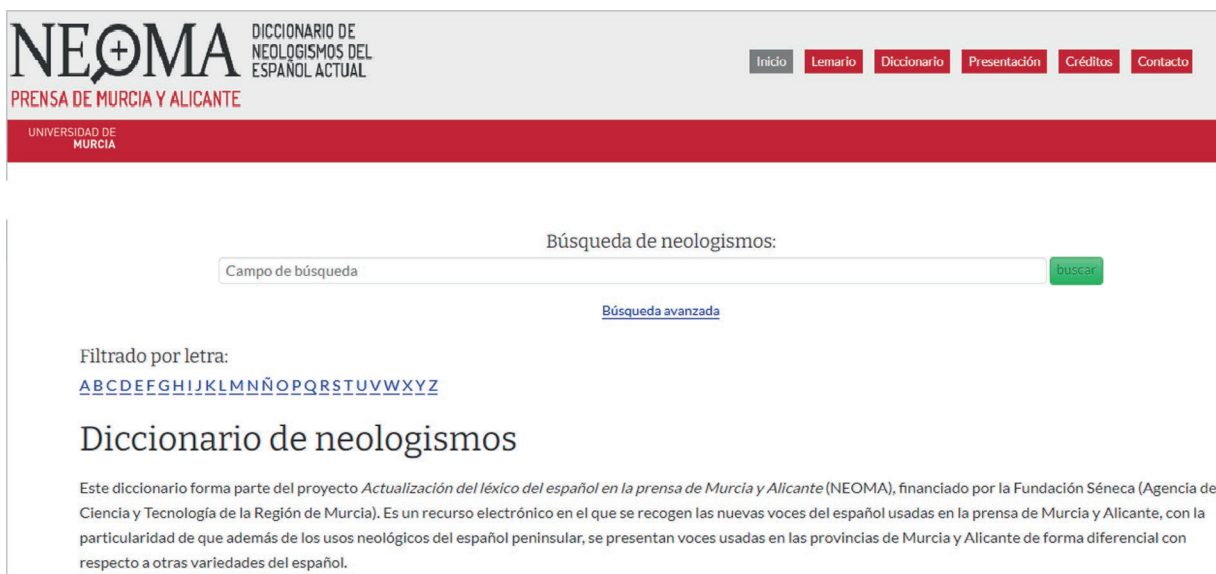 NEOMA
DICCIONARIO DE
NEOLOGISMOS DEL
ESPAÑOL ACTUAL
PRENSA DE MURCIA Y ALICANTE
Inicio Lemario Diccionario Presentación Créditos Contacto
UNIVERSIDAD DE
MURCIA
Búsqueda de neologismos:
Campo de búsqueda buscar
Búsqueda avanzada
Filtrado por letra:
A B C D E F G H I J K L M N Ñ O P Q R S T U V W X Y Z
Diccionario de neologismos
Este diccionario forma parte del proyecto Actualización del léxico del español en la prensa de Murcia y Alicante (NEOMA), financiado por la Fundación Séneca (Agencia de
Ciencia y Tecnología de la Región de Murcia). Es un recurso electrónico en el que se recogen las nuevas voces del español usadas en la prensa de Murcia y Alicante, con la
particularidad de que además de los usos neológicos del español peninsular, se presentan voces usadas en las provincias de Murcia y Alicante de forma diferencial con
respecto a otras variedades del español.